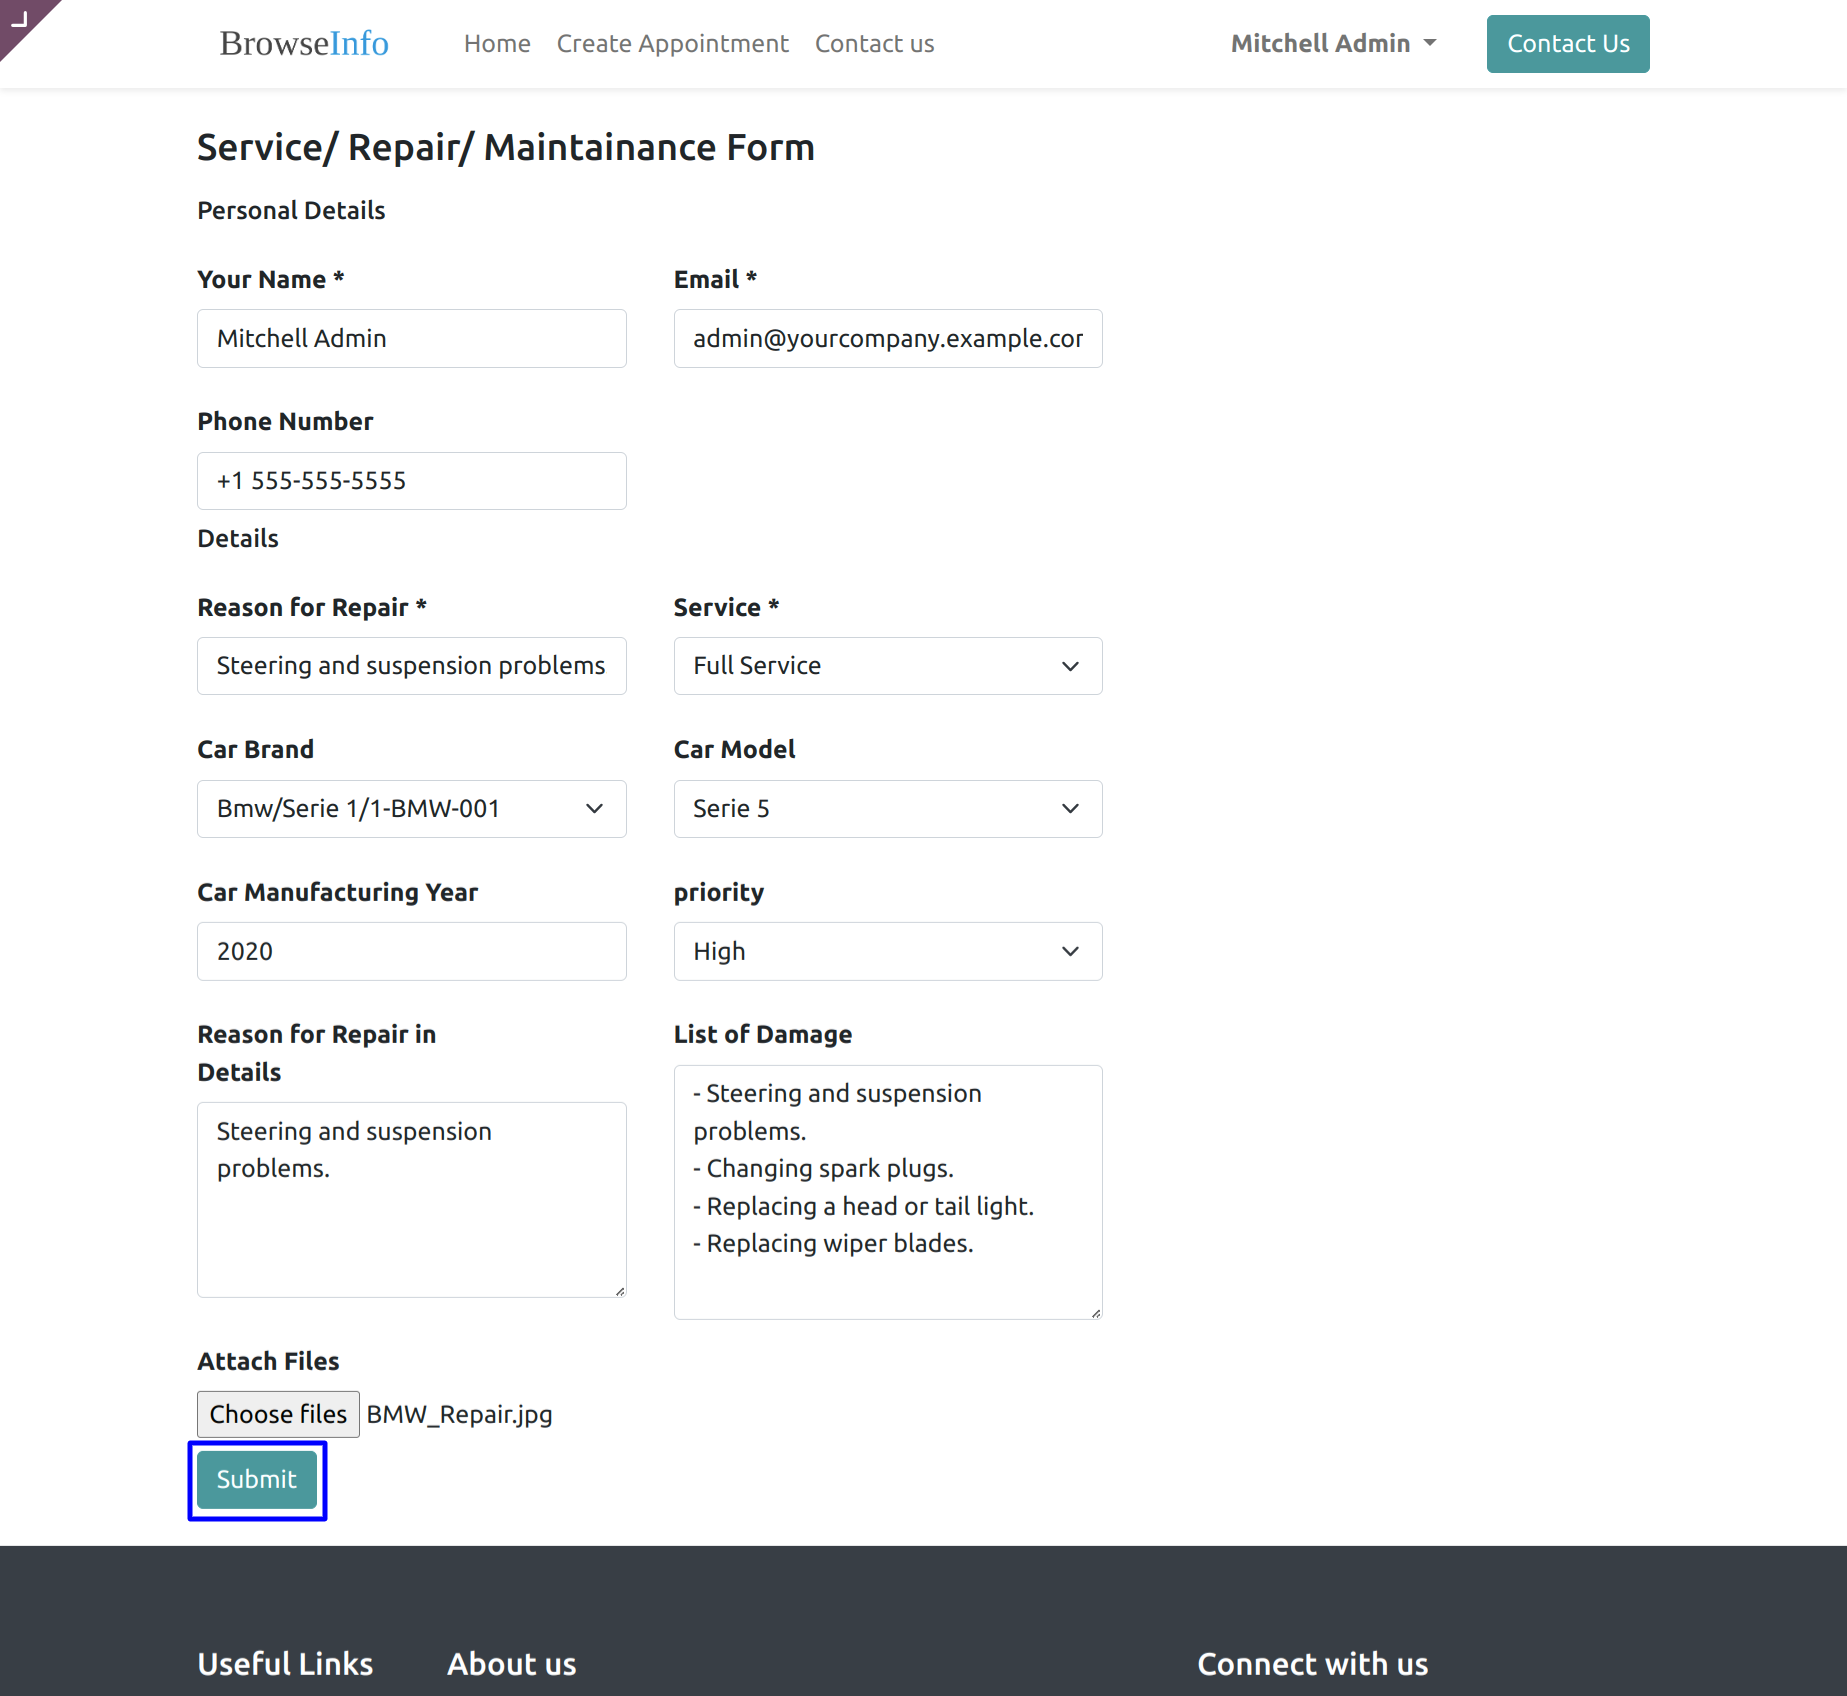 BrowseInfo Home Create Appointment Contact us Mitchell Admin Contact Us
Service/ Repair/ Maintainance Form
Personal Details
Your Name * Email *
Mitchell Admin admin@yourcompany.example.cor
Phone Number
+1 555-555-5555
Details
Reason for Repair * Service *
Steering and suspension problems Full Service
Car Brand Car Model
Bmw/Serie 1/1-BMW-001 Serie 5
Car Manufacturing Year priority
2020 High
Reason for Repair in
Details
Steering and suspension
problems.
List of Damage
- Steering and suspension
problems.
- Changing spark plugs.
- Replacing a head or tail light.
- Replacing wiper blades.
Attach Files
Choose files BMW_Repair.jpg
Submit
Useful Links About us Connect with us